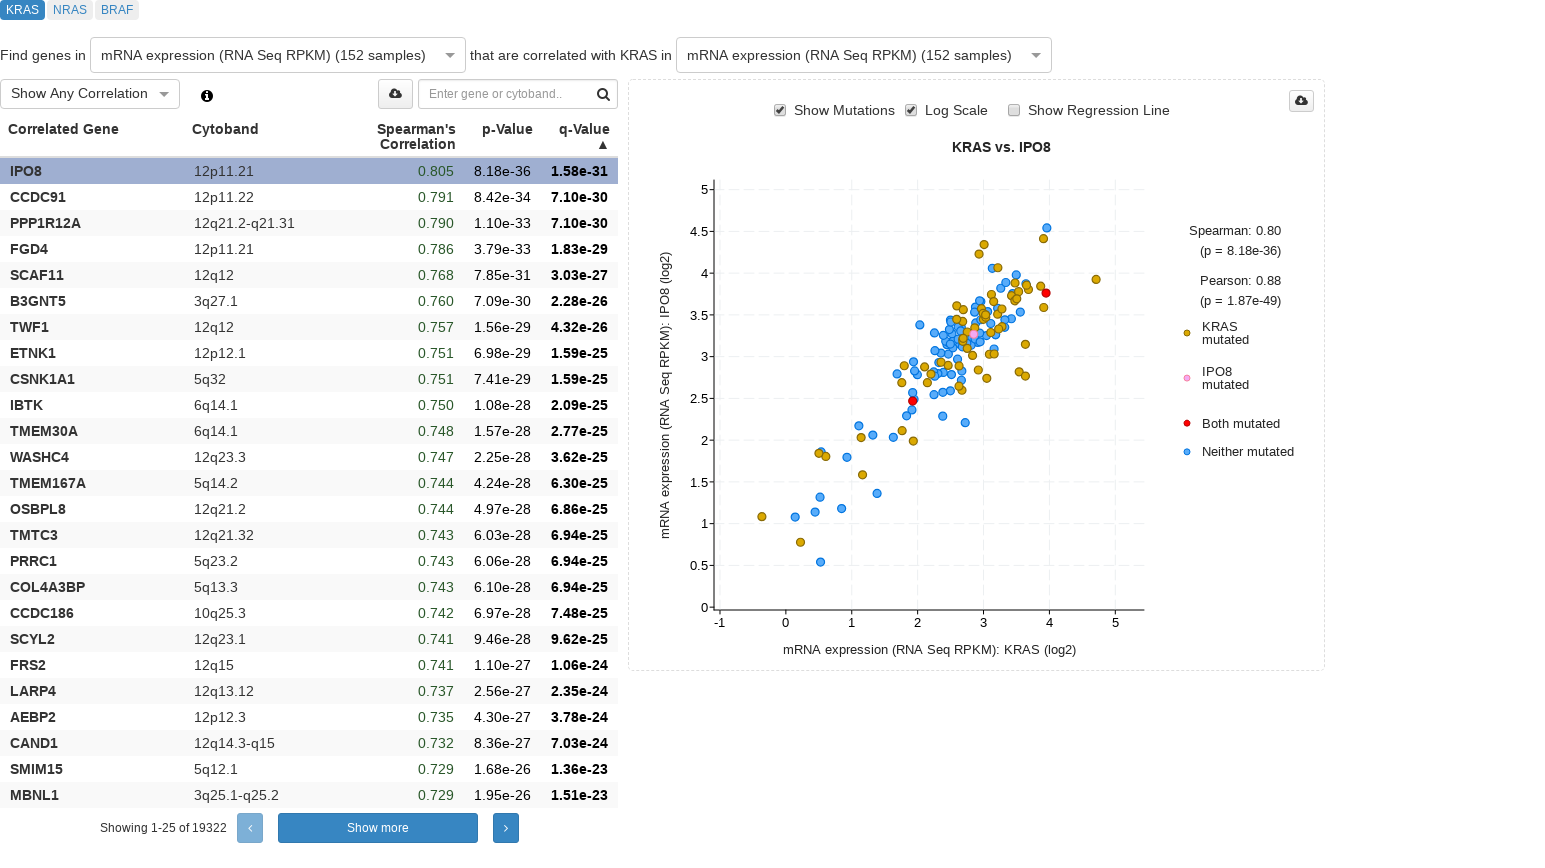 KRAS NRAS BRAF
Find genes in mRNA expression (RNA Seq RPKM) (152 samples) that are correlated with KRAS in mRNA expression (RNA Seq RPKM) (152 samples)
Show Any Correlation Enter gene or cytoband..
Correlated Gene Cytoband Spearman's Correlation p-Value q-Value ▲
IPO8 12p11.21 0.805 8.18e-36 1.58e-31
CCDC91 12p11.22 0.791 8.42e-34 7.10e-30
PPP1R12A 12q21.2-q21.31 0.790 1.10e-33 7.10e-30
FGD4 12p11.21 0.786 3.79e-33 1.83e-29
SCAF11 12q12 0.768 7.85e-31 3.03e-27
B3GNT5 3q27.1 0.760 7.09e-30 2.28e-26
TWF1 12q12 0.757 1.56e-29 4.32e-26
ETNK1 12p12.1 0.751 6.98e-29 1.59e-25
CSNK1A1 5q32 0.751 7.41e-29 1.59e-25
IBTK 6q14.1 0.750 1.08e-28 2.09e-25
TMEM30A 6q14.1 0.748 1.57e-28 2.77e-25
WASHC4 12q23.3 0.747 2.25e-28 3.62e-25
TMEM167A 5q14.2 0.744 4.24e-28 6.30e-25
OSBPL8 12q21.2 0.744 4.97e-28 6.86e-25
TMTC3 12q21.32 0.743 6.03e-28 6.94e-25
PRRC1 5q23.2 0.743 6.06e-28 6.94e-25
COL4A3BP 5q13.3 0.743 6.10e-28 6.94e-25
CCDC186 10q25.3 0.742 6.97e-28 7.48e-25
SCYL2 12q23.1 0.741 9.46e-28 9.62e-25
FRS2 12q15 0.741 1.10e-27 1.06e-24
LARP4 12q13.12 0.737 2.56e-27 2.35e-24
AEBP2 12p12.3 0.735 4.30e-27 3.78e-24
CAND1 12q14.3-q15 0.732 8.36e-27 7.03e-24
SMIM15 5q12.1 0.729 1.68e-26 1.36e-23
MBNL1 3q25.1-q25.2 0.729 1.95e-26 1.51e-23
Showing 1-25 of 19322 Show more
Show Mutations Log Scale Show Regression Line
KRAS vs. IPO8
mRNA expression (RNA Seq RPKM): IPO8 (log2)
5
4.5
4
3.5
3
2.5
2
1.5
1
0.5
0
-1 0 1 2 3 4 5
mRNA expression (RNA Seq RPKM): KRAS (log2)
Spearman: 0.80
(p = 8.18e-36)
Pearson: 0.88
(p = 1.87e-49)
KRAS
mutated
IPO8
mutated
Both mutated
Neither mutated